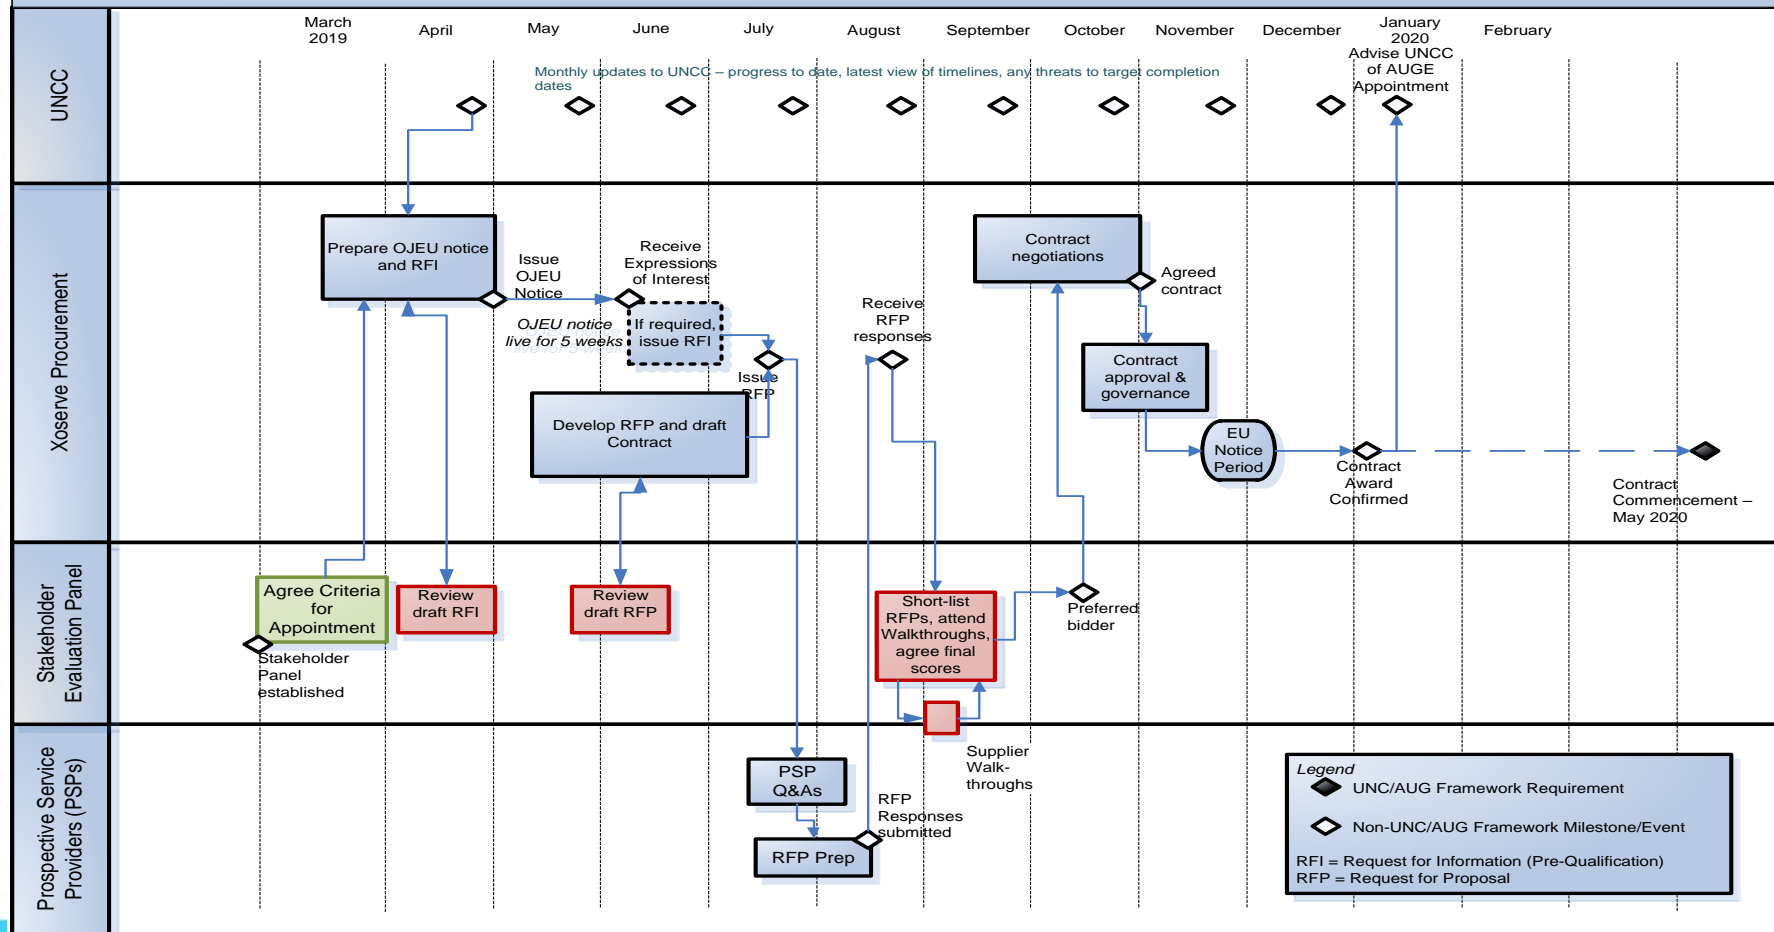 March
2019
April
May
June
July
August
September
October
November
December
January
2020
February
UNCC
Monthly updates to UNCC – progress to date, latest view of timelines, any threats to target completion
dates
Advise UNCC
of AUGE
Appointment
Xoserve Procurement
Prepare OJEU notice
and RFI
Issue
OJEU
Notice
Receive
Expressions
of Interest
OJEU notice
live for 5 weeks
If required,
issue RFI
Issue
RFP
Develop RFP and draft
Contract
Receive
RFP
responses
Contract
negotiations
Agreed
contract
Contract
approval &
governance
EU
Notice
Period
Contract
Award
Confirmed
Contract
Commencement –
May 2020
Stakeholder
Evaluation Panel
Agree Criteria
for
Appointment
Stakeholder
Panel
established
Review
draft RFI
Review
draft RFP
Short-list
RFPs, attend
Walkthroughs,
agree final
scores
Preferred
bidder
Supplier
Walk-
throughs
Prospective Service
Providers (PSPs)
PSP
Q&As
RFP
Responses
submitted
RFP Prep
Legend
UNC/AUG Framework Requirement
Non-UNC/AUG Framework Milestone/Event
RFI = Request for Information (Pre-Qualification)
RFP = Request for Proposal